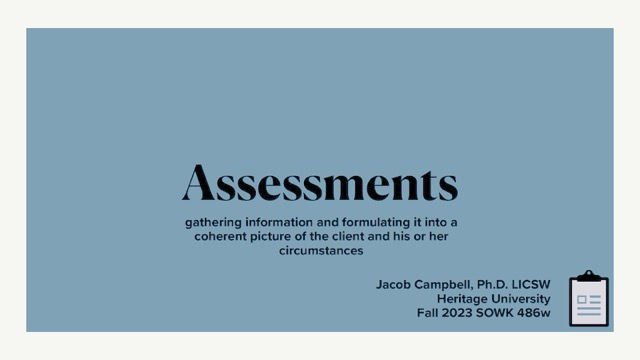 Assessments
gathering information and formulating it into a
coherent picture of the client and his or her
circumstances
Jacob Campbell, Ph.D. LICSW
Heritage University
Fall 2023 SOWK 486w